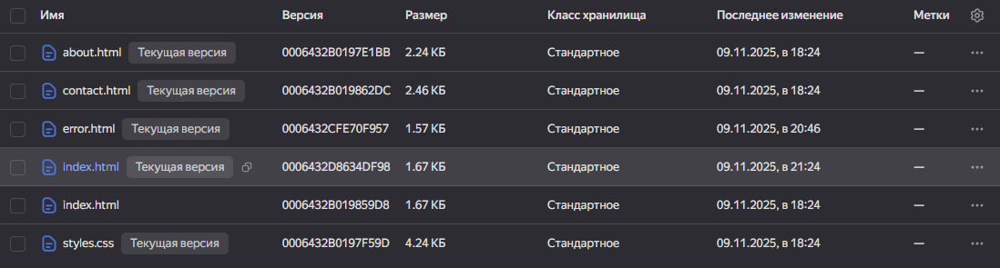 Имя Версия Размер Класс хранилища Последнее изменение Метки
about.html Текущая версия 0006432B0197E1BB 2.24 КБ Стандартное 09.11.2025, в 18:24 —
contact.html Текущая версия 0006432B019862DC 2.46 КБ Стандартное 09.11.2025, в 18:24 —
error.html Текущая версия 0006432CFE70F957 1.57 КБ Стандартное 09.11.2025, в 20:46 —
index.html Текущая версия 0006432D8634DF98 1.67 КБ Стандартное 09.11.2025, в 21:24 —
index.html 0006432B019859D8 1.67 КБ Стандартное 09.11.2025, в 18:24 —
styles.css Текущая версия 0006432B0197F59D 4.24 КБ Стандартное 09.11.2025, в 18:24 —